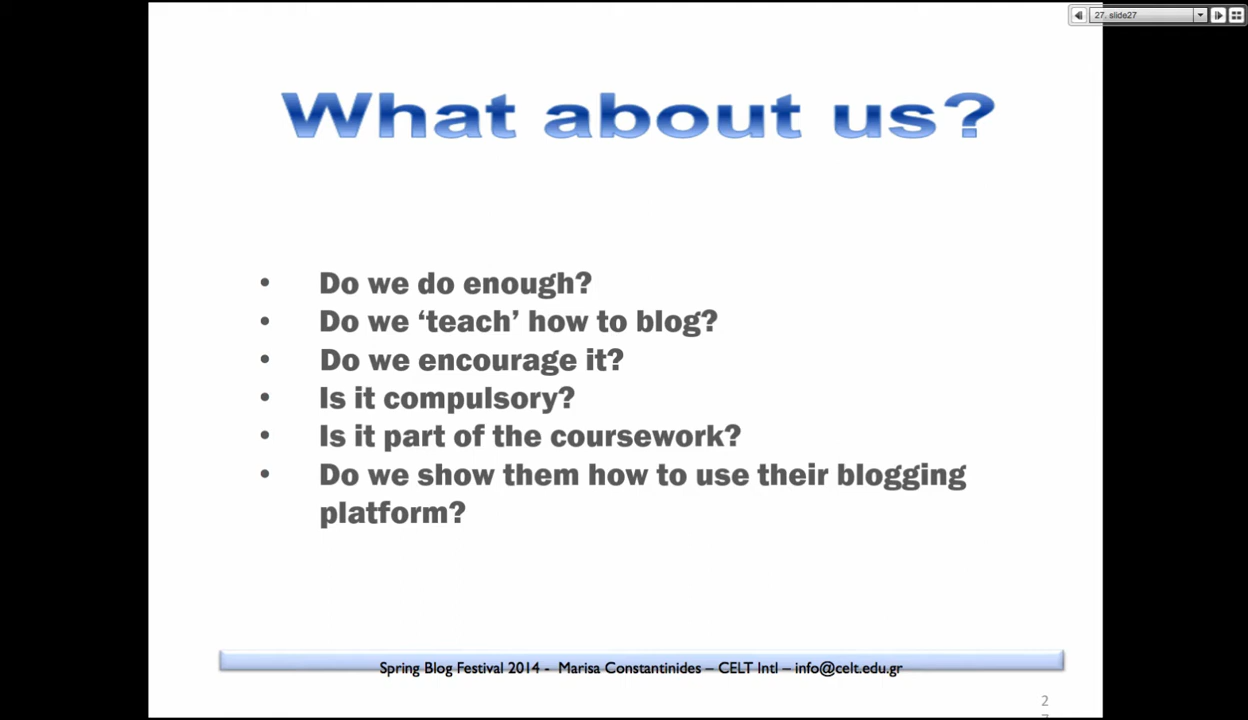 27. slide27
What about us?
• Do we do enough?
• Do we ‘teach’ how to blog?
• Do we encourage it?
• Is it compulsory?
• Is it part of the coursework?
• Do we show them how to use their blogging
platform?
Spring Blog Festival 2014 - Marisa Constantinides – CELT Intl – info@celt.edu.gr
2